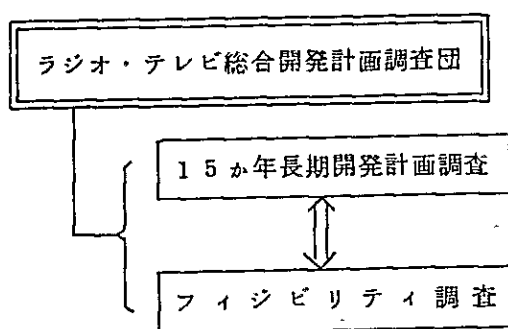 ラジオ・テレビ総合開発計画調査団
15か年長期開発計画調査
フィジビリティ調査